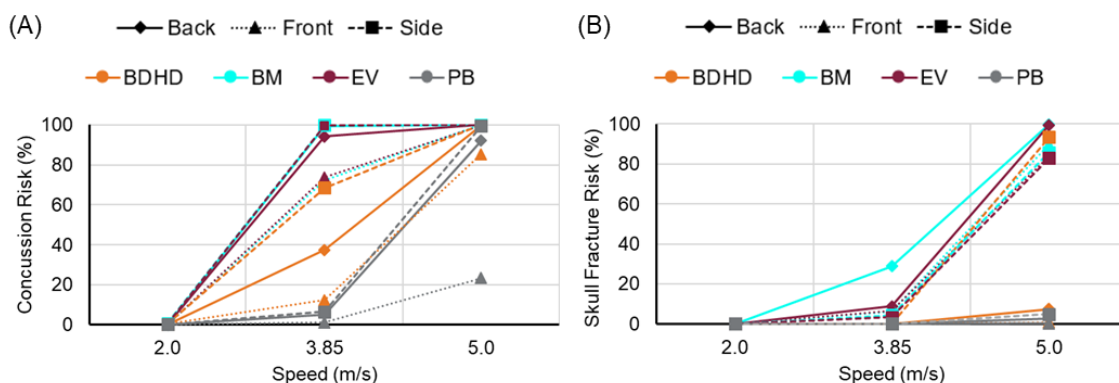 (A)
Back Front Side
BDHD BM EV PB
Concussion Risk (%)
100
80
60
40
20
0
2.0 3.85 5.0
Speed (m/s)
(B)
Back Front Side
BDHD BM EV PB
Skull Fracture Risk (%)
100
80
60
40
20
0
2.0 3.85 5.0
Speed (m/s)